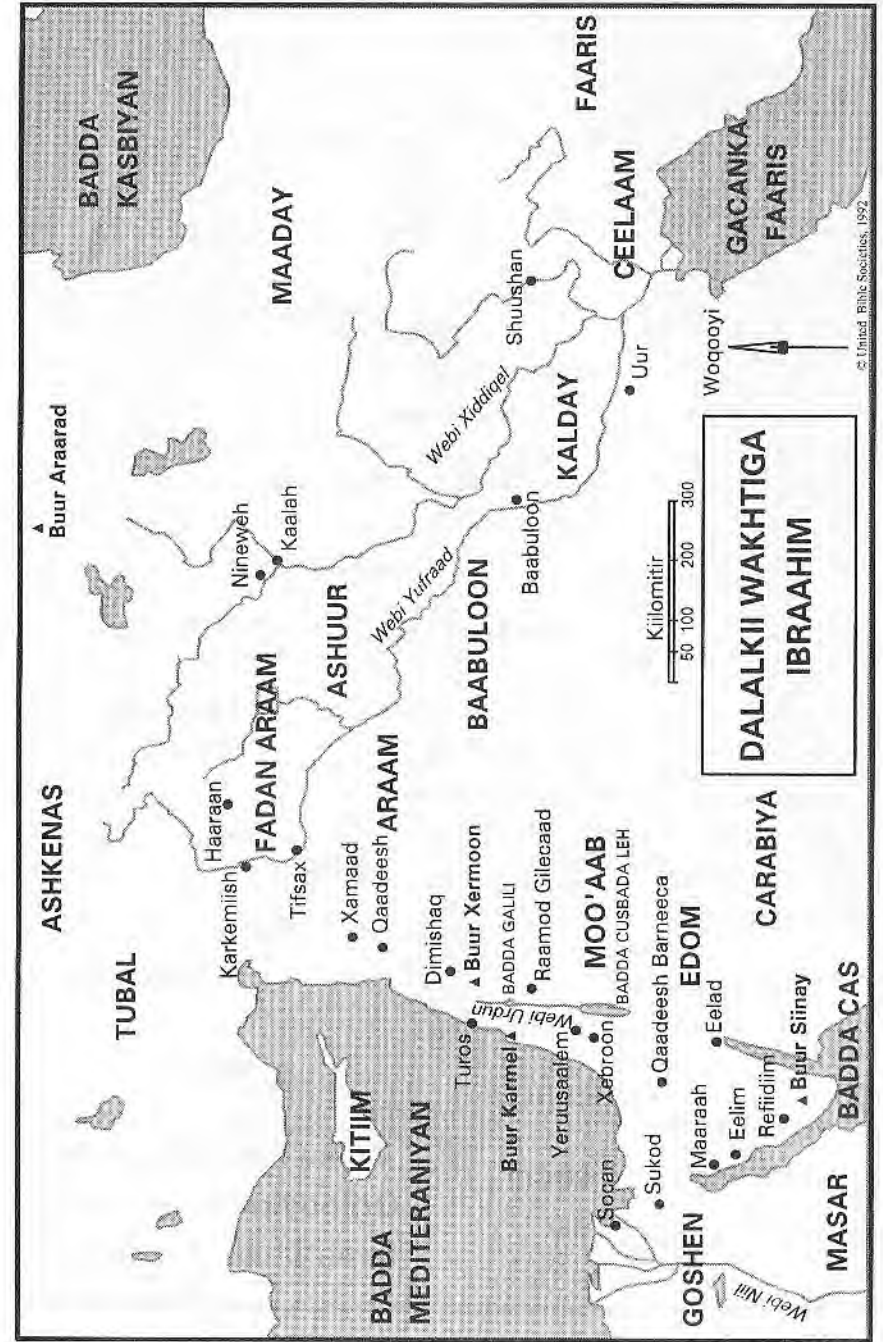 ASHKENAS
TUBAL
Buur Araarad
BADDA
KASBIYAN
MAADAY
FAARIS
Karkemiish
Haaraan
FADAN ARAAM
Tifsax
Nineweh
Kaalah
ASHUUR
Xamaad
Qaadeesh
ARAAM
KITIIM
BADDA
MEDITERANIYAN
Dimishaq
Buur Xermoon
Turos
BADDA GALILI
Buur Karmel
Raamod Gilecaad
Webi Urdun
Yeruusaalem
Xebroon
MOO'AAB
BADDA CUSBADA LEH
BAABULOON
Webi Yufraad
Webi Xiddiqel
Baabuloon
KALDAY
Shuushan
CEELAAM
Uur
GACANKA
FAARIS
Socan
Sukod
GOSHEN
Qaadeesh Barneeca
EDOM
Eelad
Maaraah
Eelim
Refiidiim
Buur Siinay
CARABIYA
BADDA CAS
MASAR
Webi Niil
Kiilomitir
50 100 200 300
DALALKII WAKHTIGA
IBRAAHIM
Woqooyi
© United Bible Societies, 1992